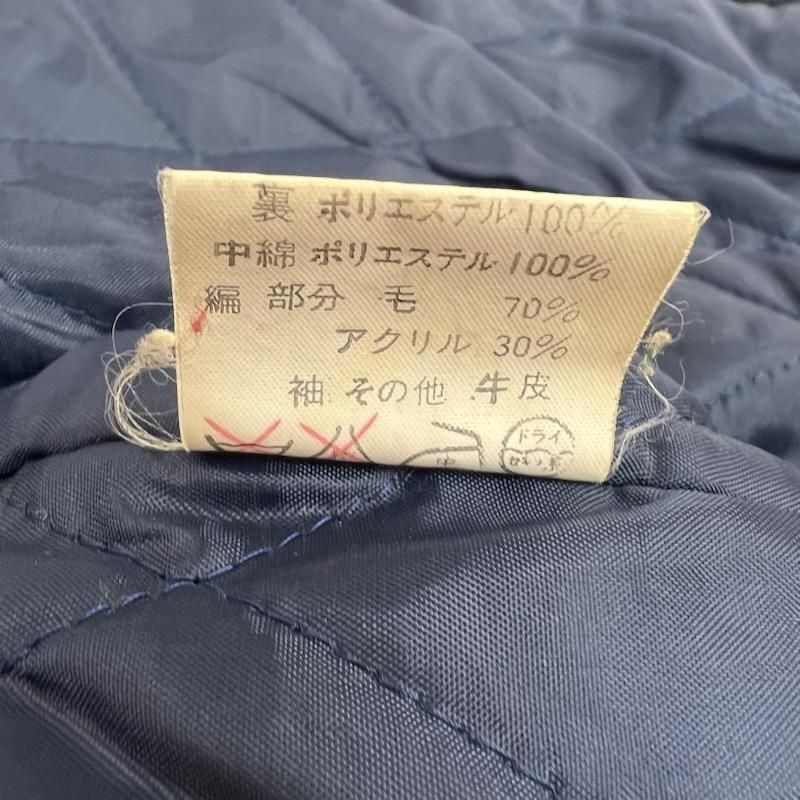 裏 ポリエステル 100%
中綿 ポリエステル 100%
編 部分 毛 70%
アクリル 30%
袖 その他 牛皮
中
ドライ